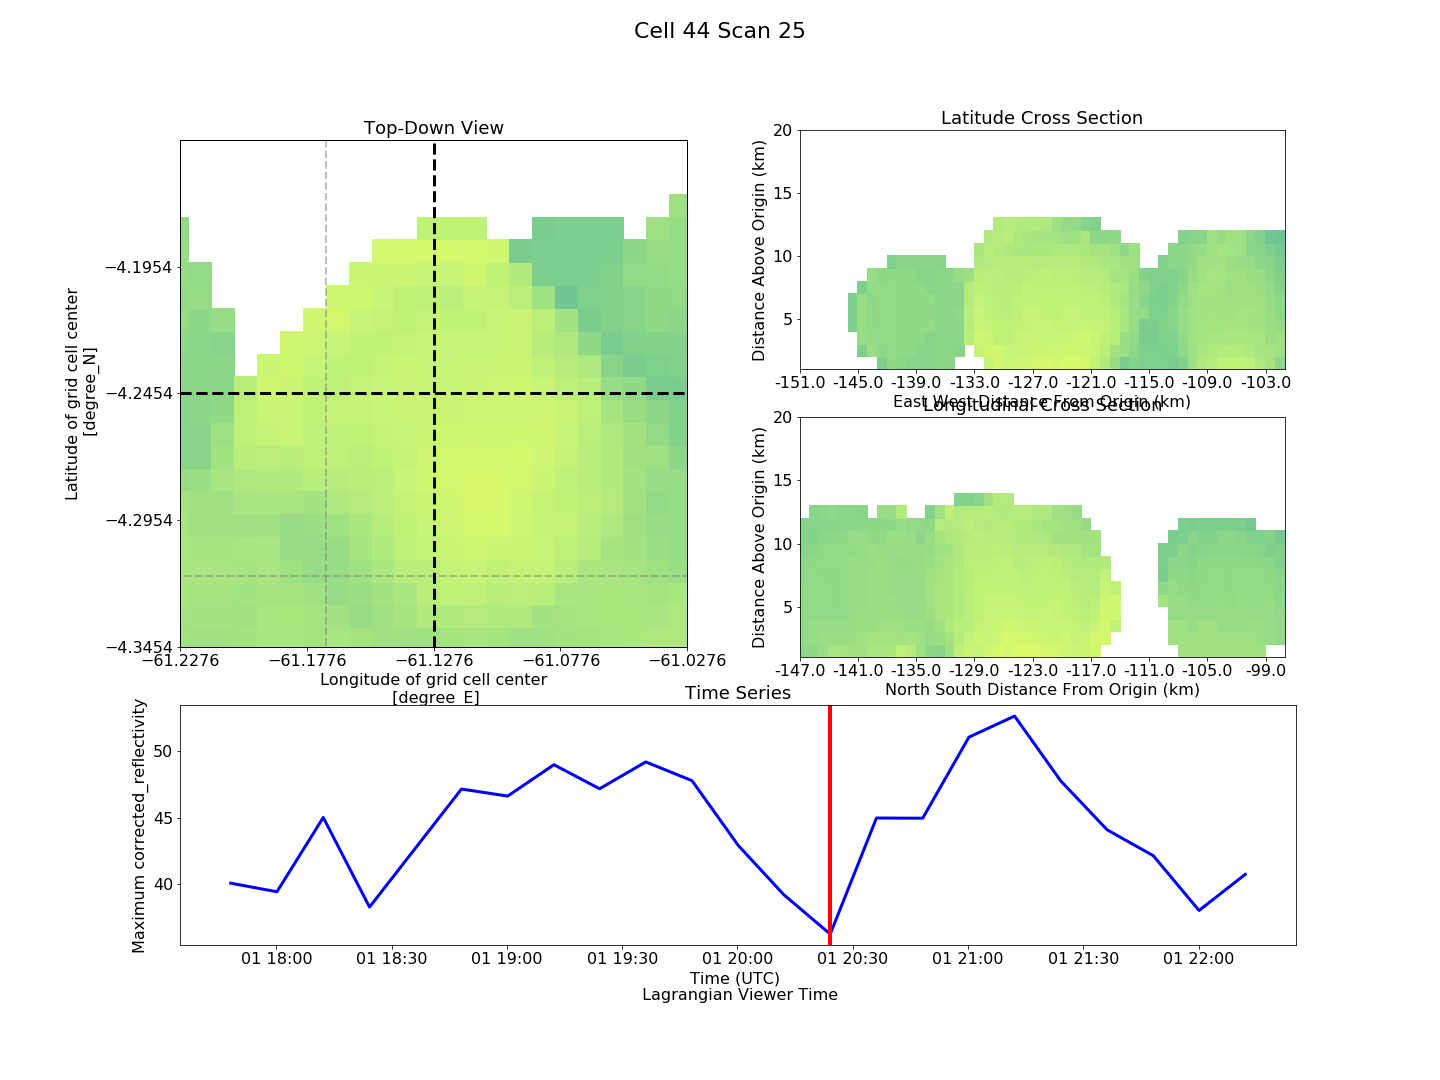 Cell 44 Scan 25
Top-Down View
−4.1954
−4.2454
−4.2954
−4.3454
Latitude of grid cell center
[degree_N]
−61.2276 −61.1776 −61.1276 −61.0776 −61.0276
Longitude of grid cell center
[degree_E]
Latitude Cross Section
20
15
10
5
Distance Above Origin (km)
-151.0 -145.0 -139.0 -133.0 -127.0 -121.0 -115.0 -109.0 -103.0
East West Distance From Origin (km)
Longitudinal Cross Section
20
15
10
5
Distance Above Origin (km)
-147.0 -141.0 -135.0 -129.0 -123.0 -117.0 -111.0 -105.0 -99.0
North South Distance From Origin (km)
Time Series
50
45
40
Maximum corrected_reflectivity
01 18:00 01 18:30 01 19:00 01 19:30 01 20:00 01 20:30 01 21:00 01 21:30 01 22:00
Time (UTC)
Lagrangian Viewer Time